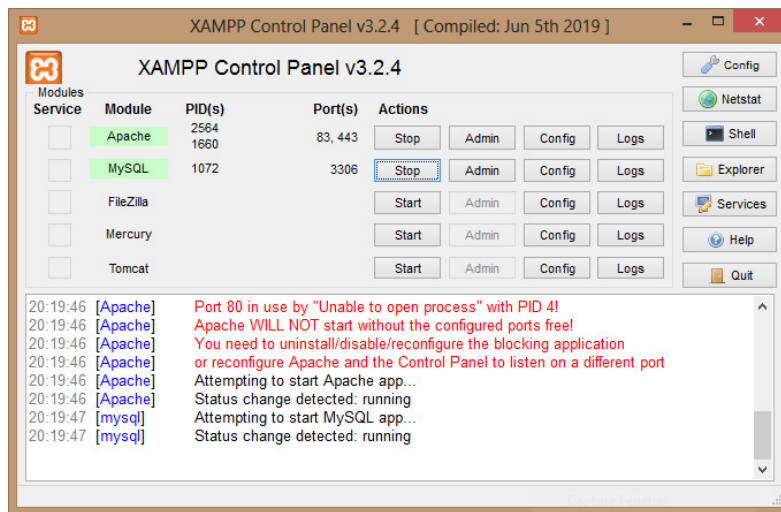 XAMPP Control Panel v3.2.4 [ Compiled: Jun 5th 2019 ]
XAMPP Control Panel v3.2.4
Config
Modules
Service Module PID(s) Port(s) Actions
Netstat
Apache 2564 1660 83, 443 Stop Admin Config Logs
Shell
MySQL 1072 3306 Stop Admin Config Logs
Explorer
FileZilla Start Admin Config Logs
Services
Mercury Start Admin Config Logs
Help
Tomcat Start Admin Config Logs
Quit
20:19:46 [Apache] Port 80 in use by "Unable to open process" with PID 4!
20:19:46 [Apache] Apache WILL NOT start without the configured ports free!
20:19:46 [Apache] You need to uninstall/disable/reconfigure the blocking application
20:19:46 [Apache] or reconfigure Apache and the Control Panel to listen on a different port
20:19:46 [Apache] Attempting to start Apache app...
20:19:46 [Apache] Status change detected: running
20:19:47 [mysql] Attempting to start MySQL app...
20:19:47 [mysql] Status change detected: running